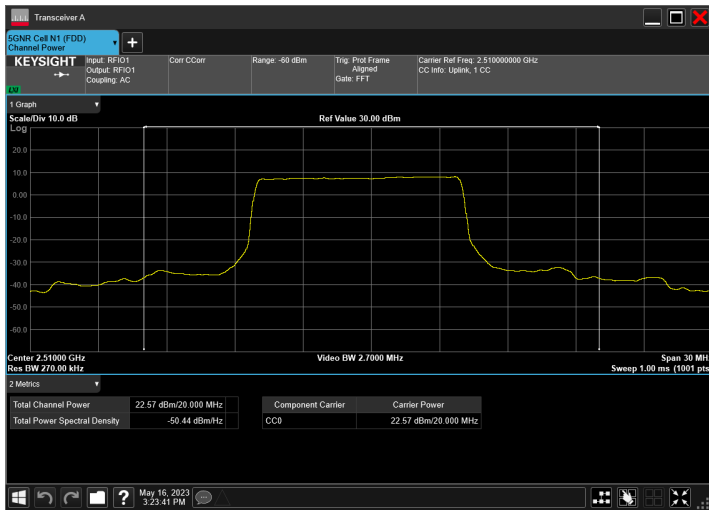 Transceiver A
5GNR Cell N1 (FDD)
Channel Power
KEYSIGHT
LXI
Input: RFIO1
Output: RFIO1
Coupling: AC
Corr CCorr
Range: -60 dBm
Trig: Prot Frame
Aligned
Gate: FFT
Carrier Ref Freq: 2.510000000 GHz
CC Info: Uplink, 1 CC
1 Graph
Scale/Div 10.0 dB
Ref Value 30.00 dBm
Log
20.0
10.0
0.00
-10.0
-20.0
-30.0
-40.0
-50.0
-60.0
Center 2.51000 GHz
Video BW 2.7000 MHz
Span 30 MH
Res BW 270.00 kHz
Sweep 1.00 ms (1001 pts
2 Metrics
Total Channel Power 22.57 dBm/20.000 MHz
Total Power Spectral Density -50.44 dBm/Hz
Component Carrier Carrier Power
CC0 22.57 dBm/20.000 MHz
May 16, 2023
3:23:41 PM